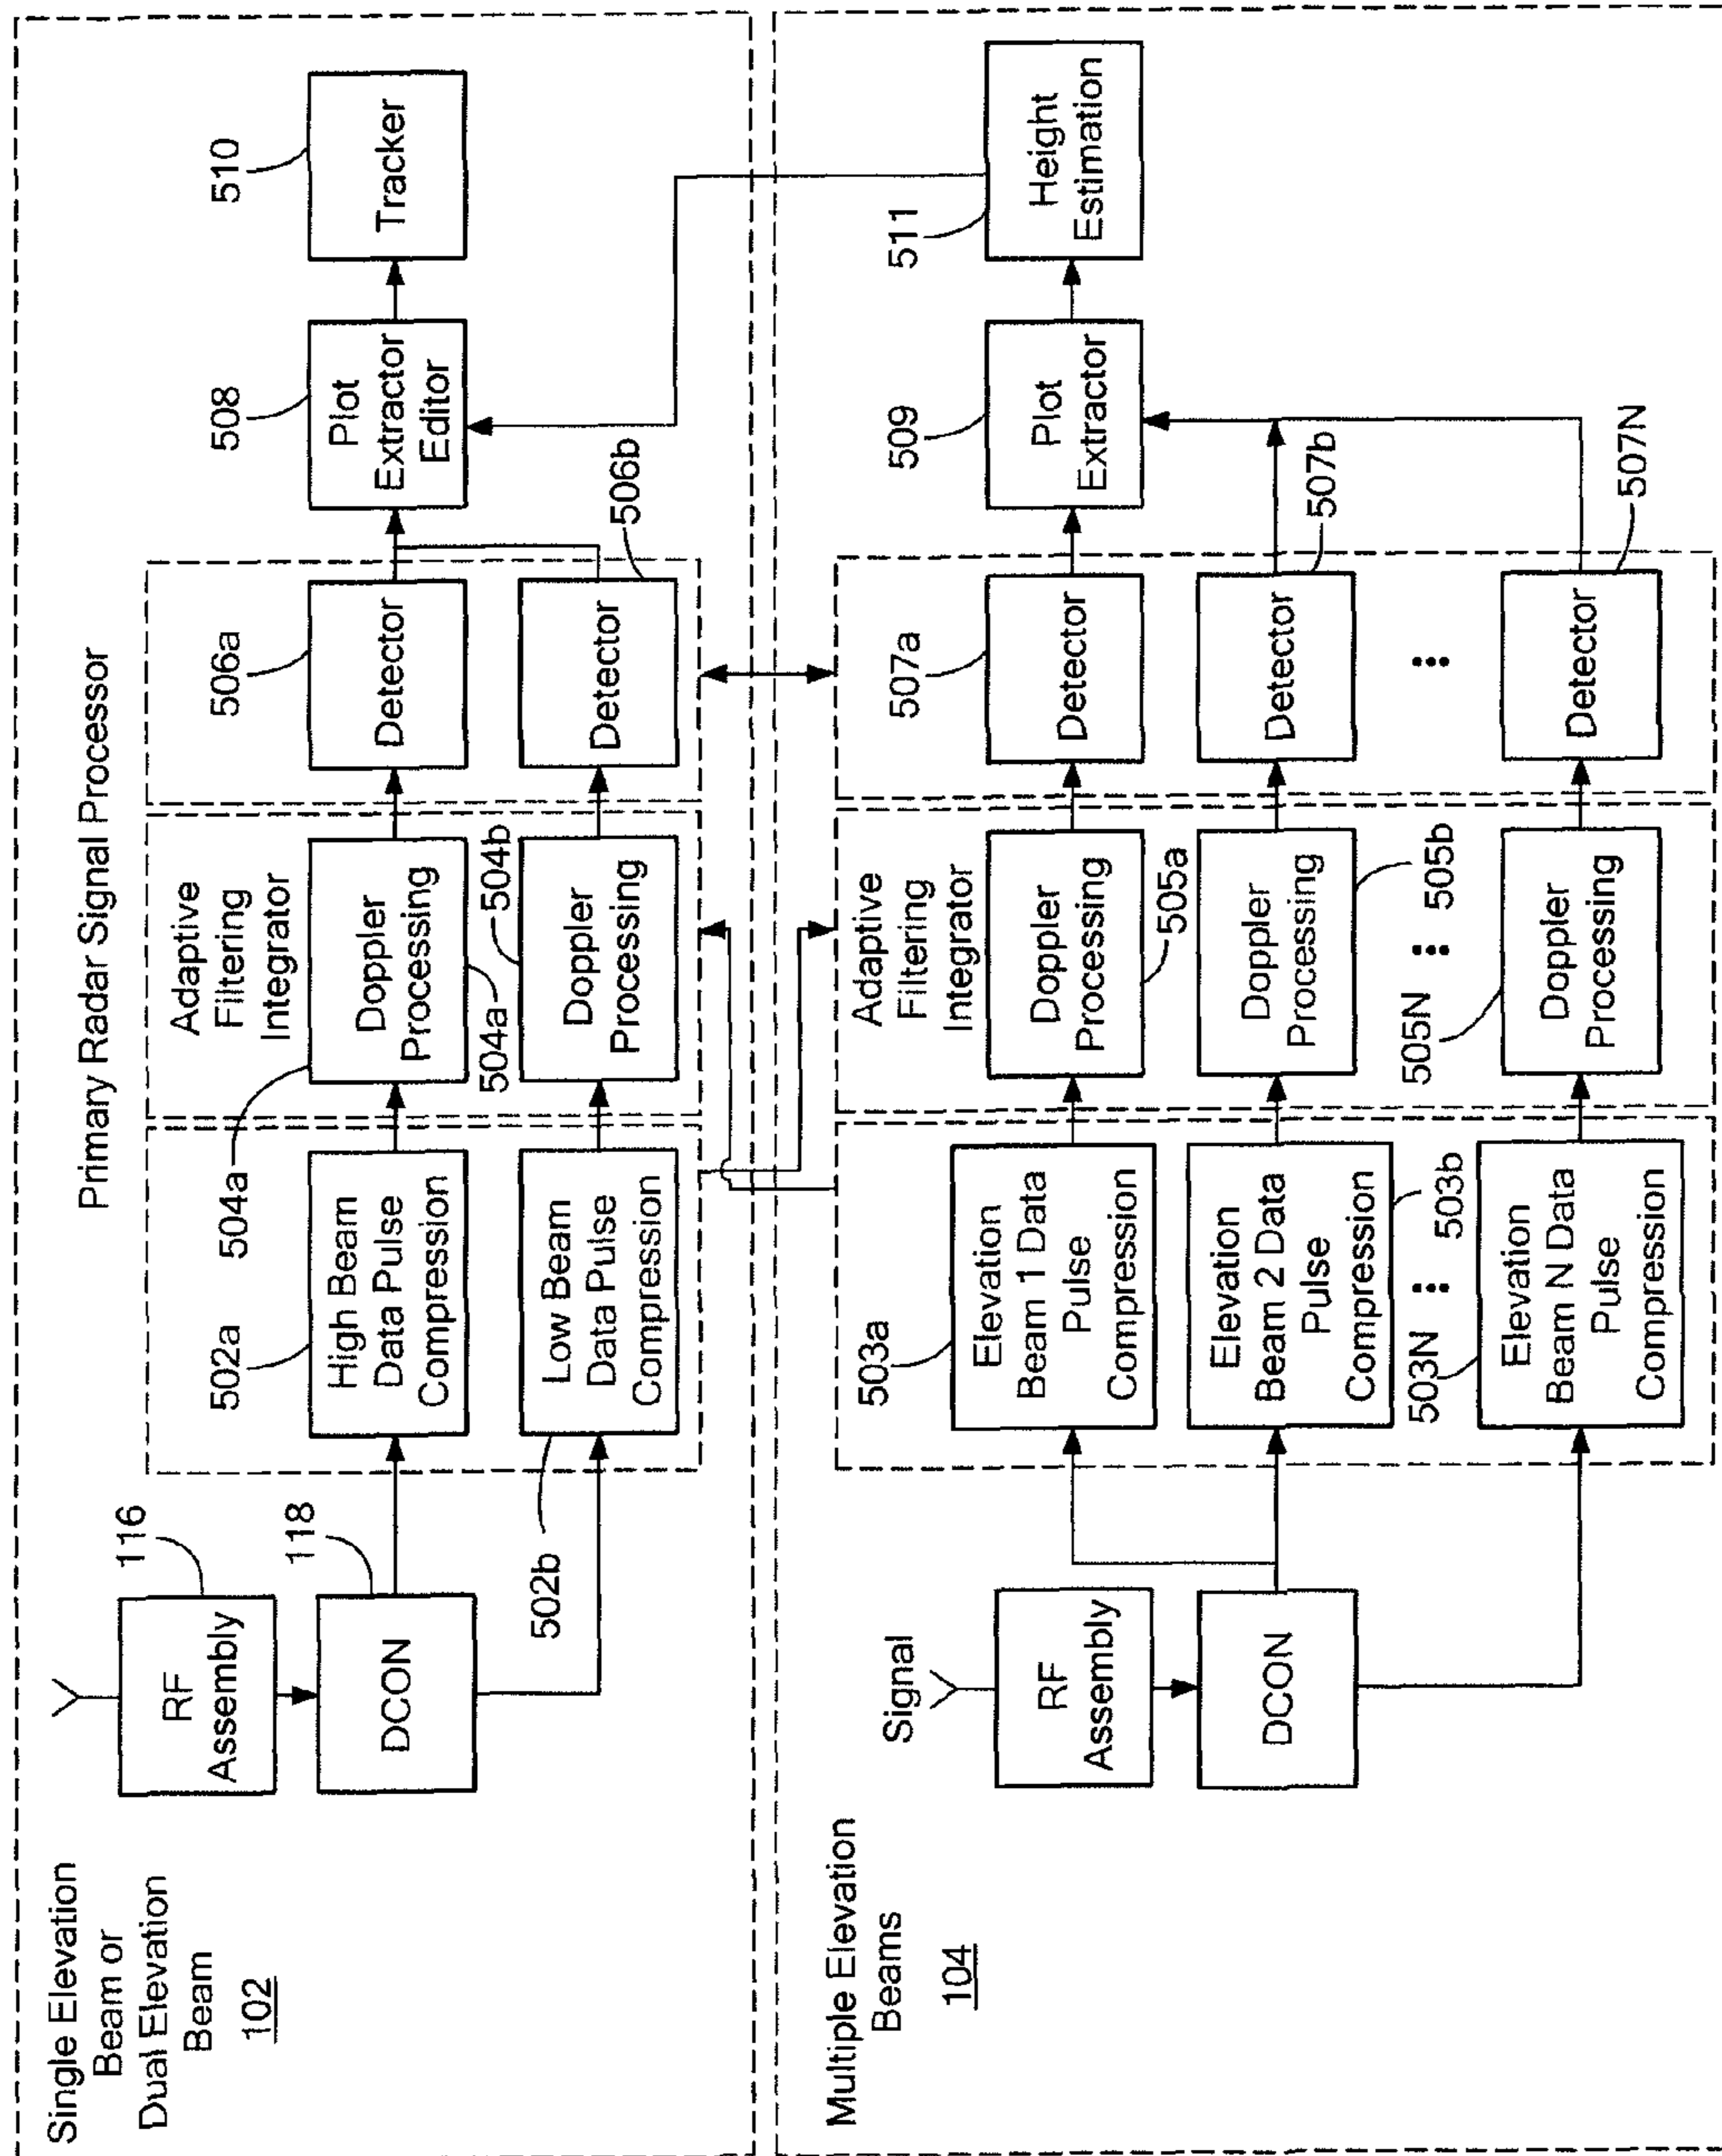 Single Elevation
Beam or
Dual Elevation
Beam
102
Primary Radar Signal Processor
116
RF
Assembly
118
DCON
502a
High Beam
Data Pulse
Compression
502b
Low Beam
Data Pulse
Compression
504a
Adaptive
Filtering
Integrator
Doppler
Processing
504a
504b
Doppler
Processing
506a
Detector
506b
Detector
508
Plot
Extractor
Editor
510
Tracker
Multiple Elevation
Beams
104
Signal
RF
Assembly
DCON
503a
Elevation
Beam 1 Data
Pulse
Compression
Elevation
Beam 2 Data
Pulse
Compression
503N ⋮ 503b
Elevation
Beam N Data
Pulse
Compression
Adaptive
Filtering
Integrator
Doppler
Processing
505a
Doppler
Processing
505N ⋮ 505b
Doppler
Processing
507a
Detector
Detector
507b
⋮
Detector
507N
509
Plot
Extractor
511
Height
Estimation